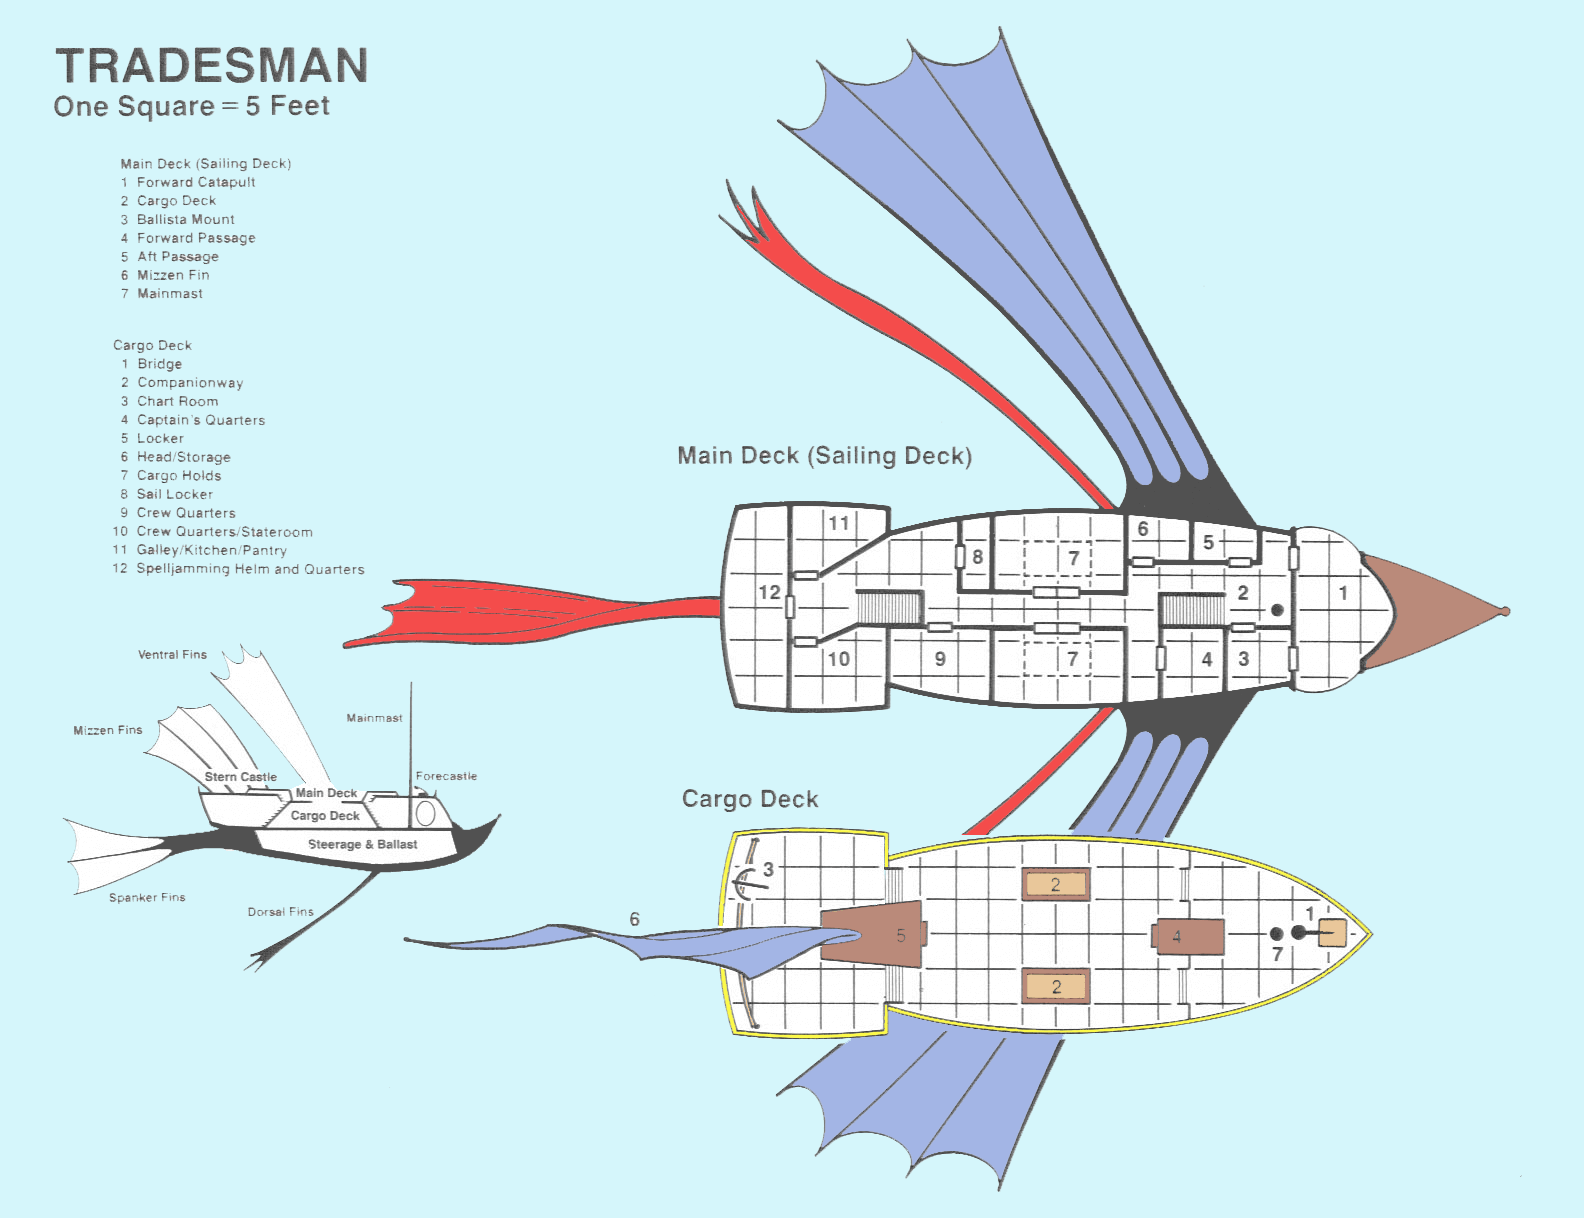 TRADESMAN
One Square = 5 Feet
Main Deck (Sailing Deck)
1 Forward Catapult
2 Cargo Deck
3 Ballista Mount
4 Forward Passage
5 Aft Passage
6 Mizzen Fin
7 Mainmast
Cargo Deck
1 Bridge
2 Companionway
3 Chart Room
4 Captain's Quarters
5 Locker
6 Head/Storage
7 Cargo Holds
8 Sail Locker
9 Crew Quarters
10 Crew Quarters/Stateroom
11 Galley/Kitchen/Pantry
12 Spelljamming Helm and Quarters
Main Deck (Sailing Deck)
11
6
5
8
7
12
2
1
10
9
7
4
3
Ventral Fins
Mizzen Fins
Mainmast
Stern Castle
Forecastle
Main Deck
Cargo Deck
Steerage & Ballast
Spanker Fins
Dorsal Fins
Cargo Deck
3
2
6
5
4
1
7
2